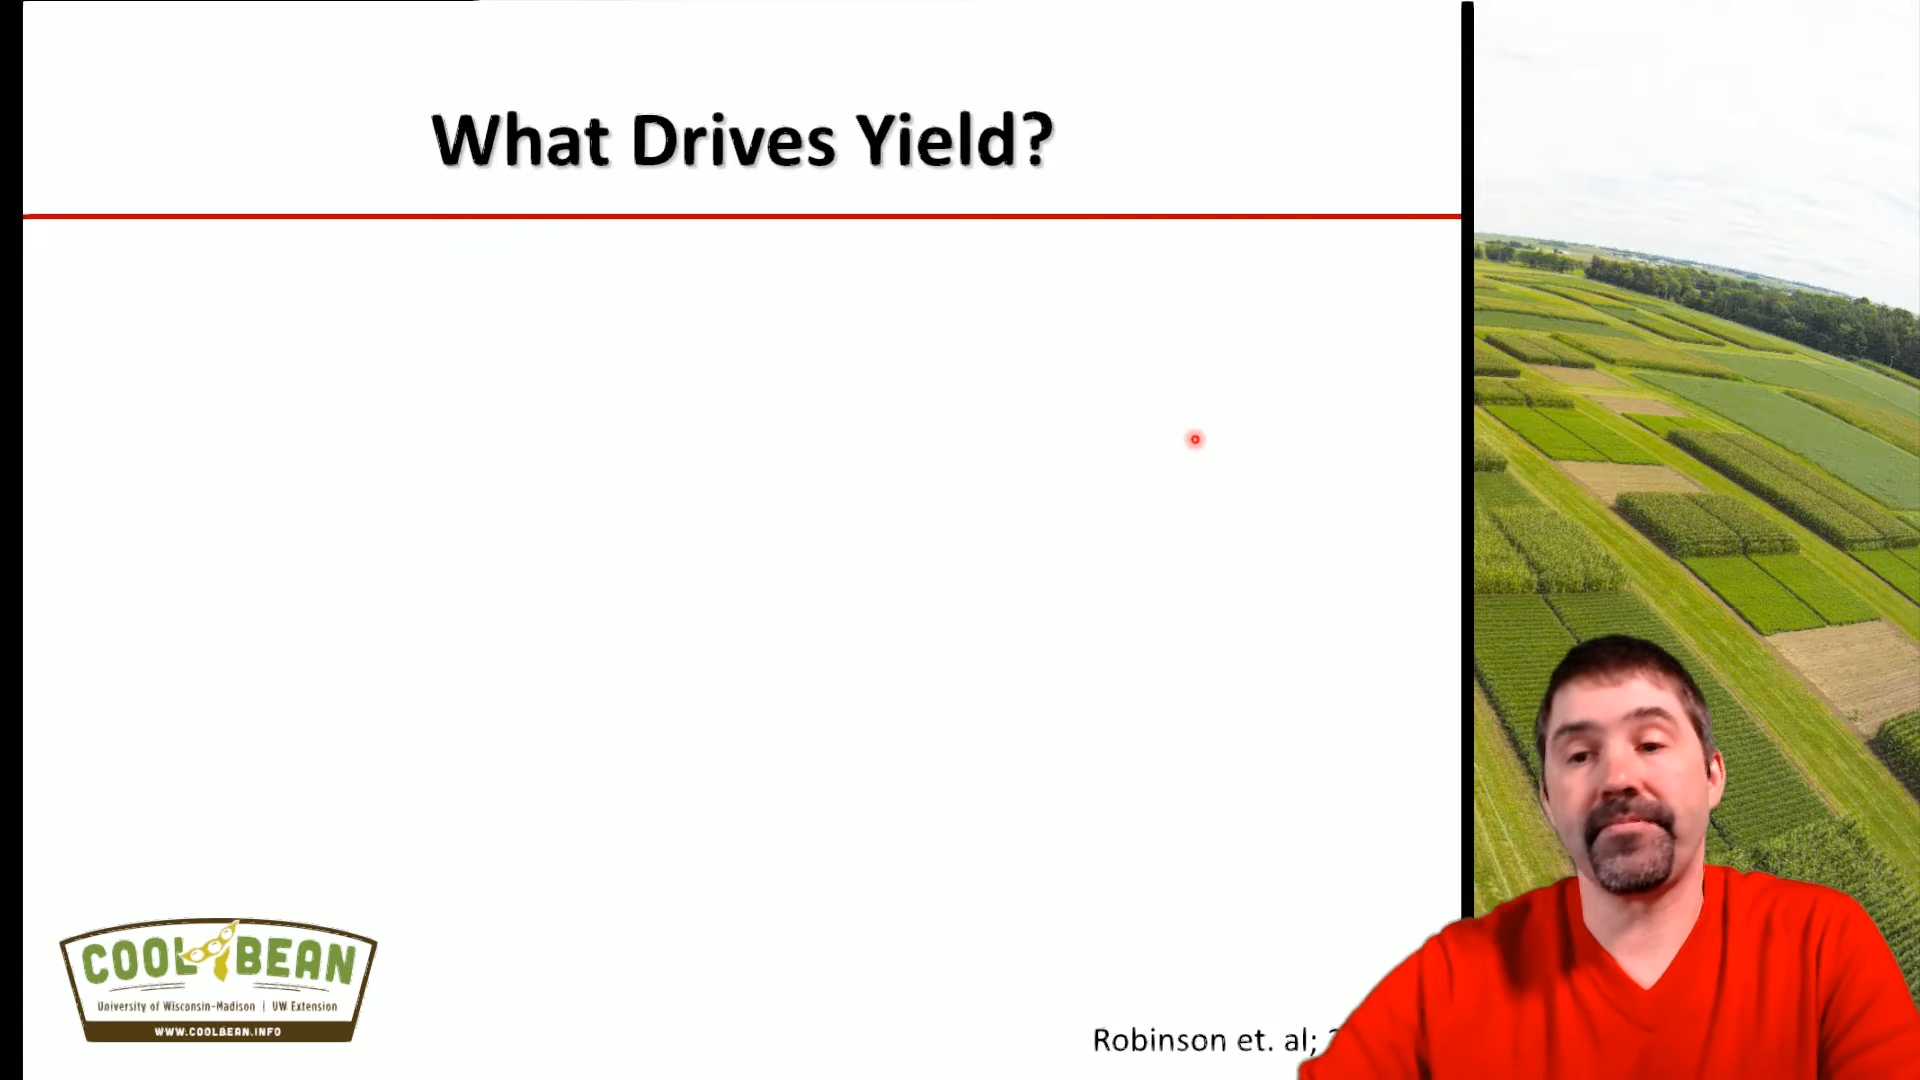 What Drives Yield?
COOL BEAN
University of Wisconsin-Madison | UW Extension
WWW.COOLBEAN.INFO
Robinson et. al;